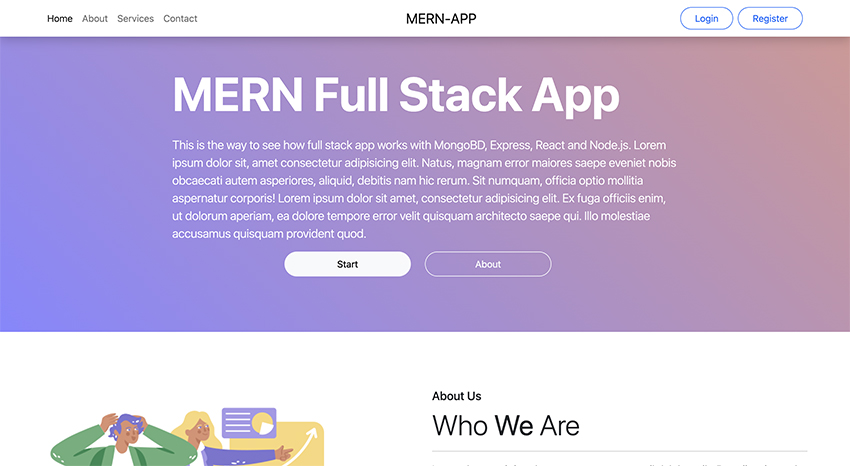 Home About Services Contact MERN-APP Login Register
MERN Full Stack App
This is the way to see how full stack app works with MongoBD, Express, React and Node.js. Lorem
ipsum dolor sit, amet consectetur adipisicing elit. Natus, magnam error maiores saepe eveniet nobis
obcaecati autem asperiores, aliquid, debitis nam hic rerum. Sit numquam, officia optio mollitia
aspernatur corporis! Lorem ipsum dolor sit amet, consectetur adipisicing elit. Ex fuga officiis enim,
ut dolorum aperiam, ea dolore tempore error velit quisquam architecto saepe qui. Illo molestiae
accusamus quisquam provident quod.
Start About
About Us
Who We Are